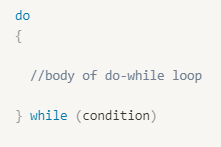 do
{
//body of do-while loop
} while (condition)